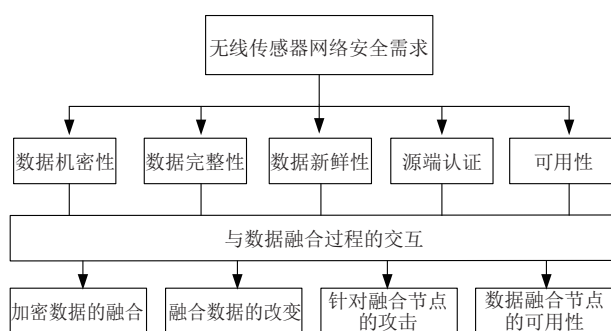 无线传感器网络安全需求
数据机密性
数据完整性
数据新鲜性
源端认证
可用性
与数据融合过程的交互
加密数据的融合
融合数据的改变
针对融合节点
的攻击
数据融合节点
的可用性